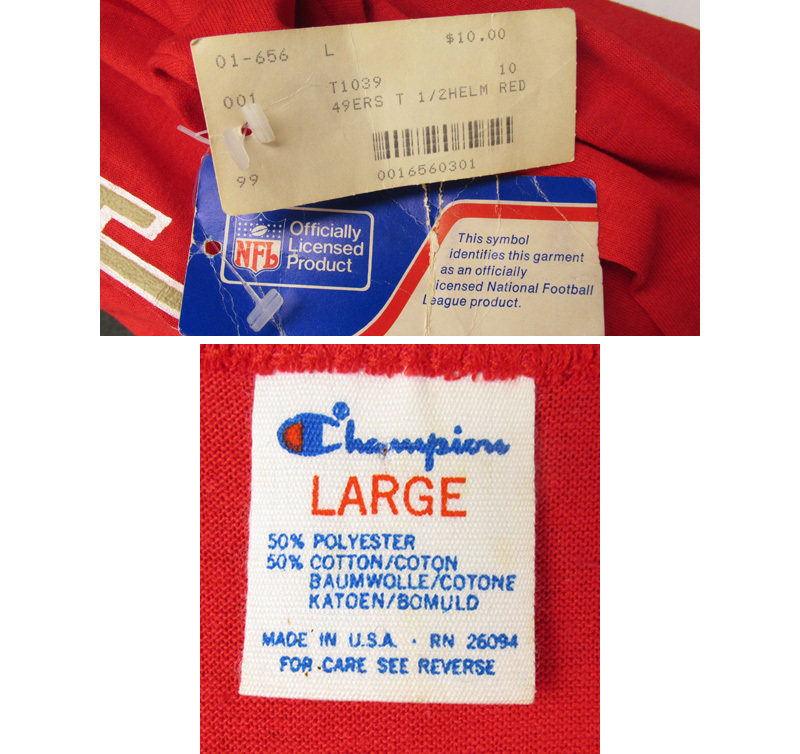 01-656 L $10.00
001 T1039 10
49ERS T 1/2HELM RED
0016560301
99
NFL
Officially
Licensed
Product
This symbol
identifies this garment
as an officially
licensed National Football
League product.
Champion
LARGE
50% POLYESTER
50% COTTON/COTON
BAUMWOLLE/COTONE
KATOEN/BOMULD
MADE IN U.S.A. · RN 26094
FOR CARE SEE REVERSE